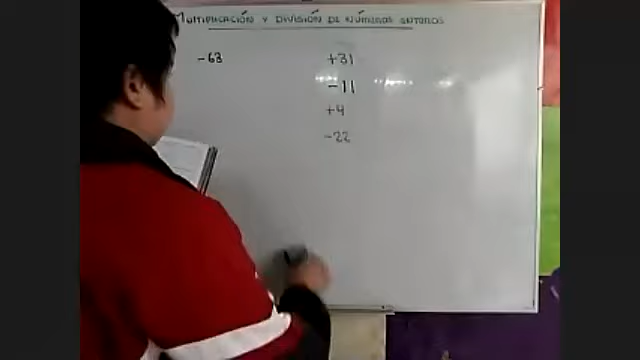 MULTIPLICACIÓN Y DIVISIÓN DE NÚMEROS ENTEROS
-63 +31
-11
+4
-22